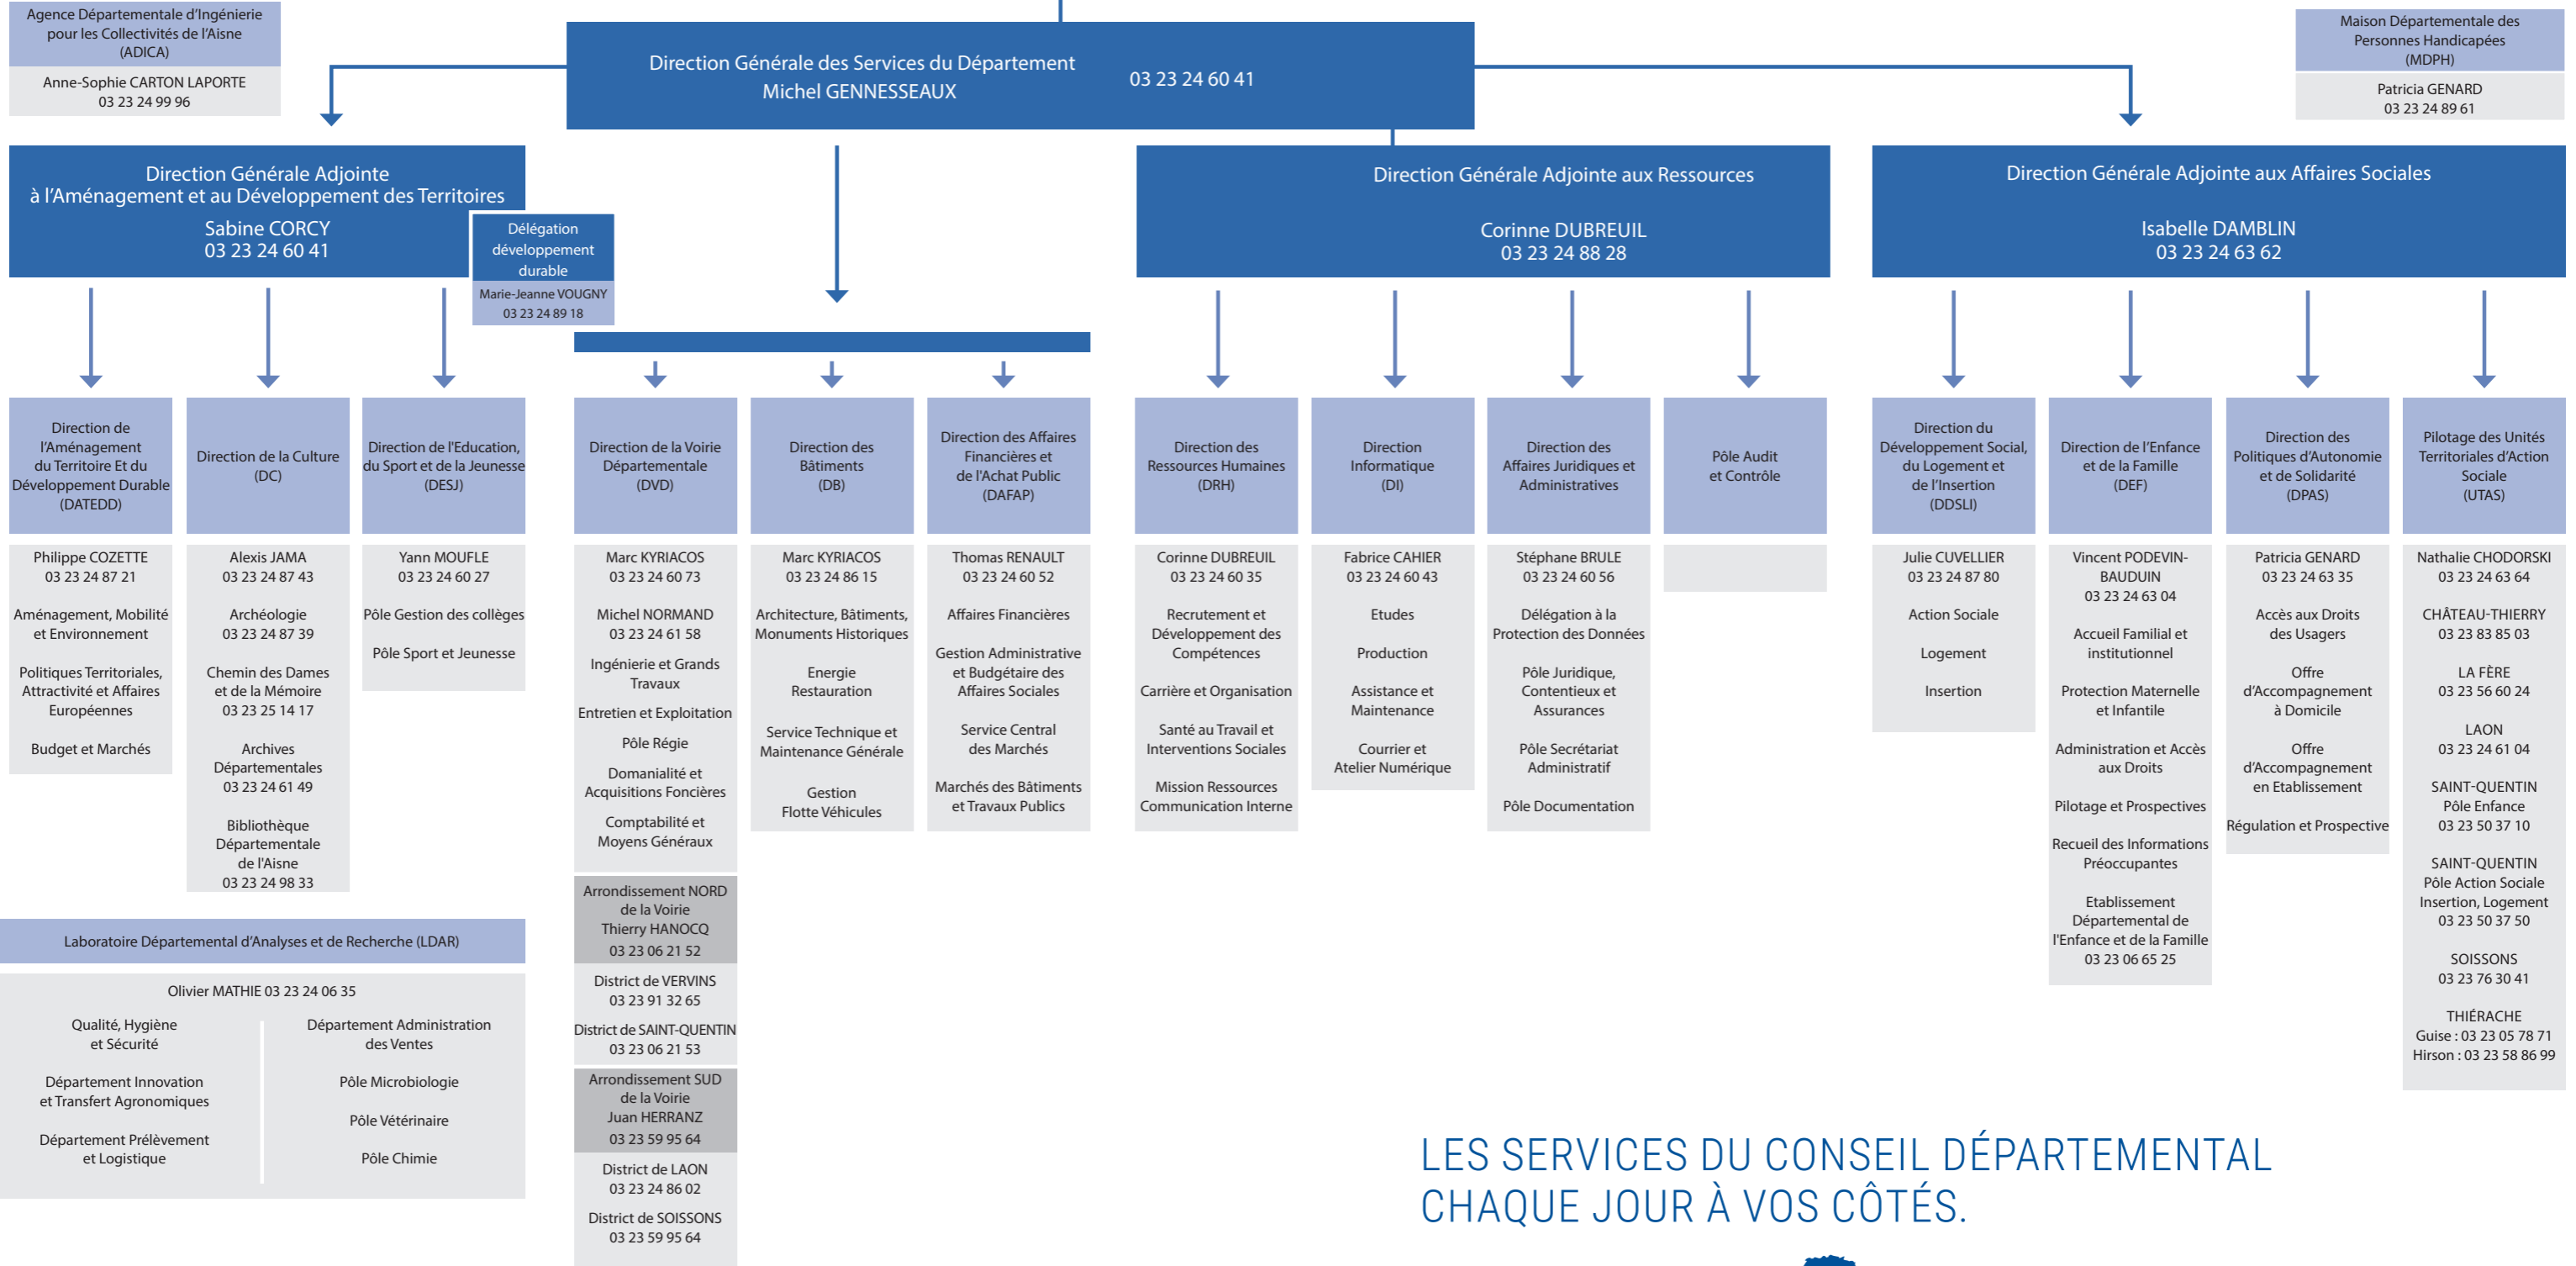 Agence Départementale d'Ingénierie
pour les Collectivités de l'Aisne
(ADICA)
Anne-Sophie CARTON LAPORTE
03 23 24 99 96
Direction Générale des Services du Département
Michel GENNESSEAUX
03 23 24 60 41
Maison Départementale des
Personnes Handicapées
(MDPH)
Patricia GENARD
03 23 24 89 61
Direction Générale Adjointe
à l'Aménagement et au Développement des Territoires
Sabine CORCY
03 23 24 60 41
Délégation
développement
durable
Marie-Jeanne VOUGNY
03 23 24 89 18
Direction Générale Adjointe aux Ressources
Corinne DUBREUIL
03 23 24 88 28
Direction Générale Adjointe aux Affaires Sociales
Isabelle DAMBLIN
03 23 24 63 62
Direction de
l'Aménagement
du Territoire Et du
Développement Durable
(DATEDD)
Philippe COZETTE
03 23 24 87 21
Aménagement, Mobilité
et Environnement
Politiques Territoriales,
Attractivité et Affaires
Européennes
Budget et Marchés
Direction de la Culture
(DC)
Alexis JAMA
03 23 24 87 43
Archéologie
03 23 24 87 39
Chemin des Dames
et de la Mémoire
03 23 25 14 17
Archives
Départementales
03 23 24 61 49
Bibliothèque
Départementale
de l'Aisne
03 23 24 98 33
Direction de l'Education,
du Sport et de la Jeunesse
(DESJ)
Yann MOUFLE
03 23 24 60 27
Pôle Gestion des collèges
Pôle Sport et Jeunesse
Laboratoire Départemental d'Analyses et de Recherche (LDAR)
Olivier MATHIE 03 23 24 06 35
Qualité, Hygiène
et Sécurité
Département Innovation
et Transfert Agronomiques
Département Prélèvement
et Logistique
Département Administration
des Ventes
Pôle Microbiologie
Pôle Vétérinaire
Pôle Chimie
Direction de la Voirie
Départementale
(DVD)
Marc KYRIACOS
03 23 24 60 73
Michel NORMAND
03 23 24 61 58
Ingénierie et Grands
Travaux
Entretien et Exploitation
Pôle Régie
Domanialité et
Acquisitions Foncières
Comptabilité et
Moyens Généraux
Arrondissement NORD
de la Voirie
Thierry HANOCQ
03 23 06 21 52
District de VERVINS
03 23 91 32 65
District de SAINT-QUENTIN
03 23 06 21 53
Arrondissement SUD
de la Voirie
Juan HERRANZ
03 23 59 95 64
District de LAON
03 23 24 86 02
District de SOISSONS
03 23 59 95 64
Direction des
Bâtiments
(DB)
Marc KYRIACOS
03 23 24 86 15
Architecture, Bâtiments,
Monuments Historiques
Energie
Restauration
Service Technique et
Maintenance Générale
Gestion
Flotte Véhicules
Direction des Affaires
Financières et
de l'Achat Public
(DAFAP)
Thomas RENAULT
03 23 24 60 52
Affaires Financières
Gestion Administrative
et Budgétaire des
Affaires Sociales
Service Central
des Marchés
Marchés des Bâtiments
et Travaux Publics
Direction des
Ressources Humaines
(DRH)
Corinne DUBREUIL
03 23 24 60 35
Recrutement et
Développement des
Compétences
Carrière et Organisation
Santé au Travail et
Interventions Sociales
Mission Ressources
Communication Interne
Direction
Informatique
(DI)
Fabrice CAHIER
03 23 24 60 43
Etudes
Production
Assistance et
Maintenance
Courrier et
Atelier Numérique
Direction des
Affaires Juridiques et
Administratives
Stéphane BRULE
03 23 24 60 56
Délégation à la
Protection des Données
Pôle Juridique,
Contentieux et
Assurances
Pôle Secrétariat
Administratif
Pôle Documentation
Pôle Audit
et Contrôle
Direction du
Développement Social,
du Logement et
de l'Insertion
(DDSLI)
Julie CUVELLIER
03 23 24 87 80
Action Sociale
Logement
Insertion
Direction de l'Enfance
et de la Famille
(DEF)
Vincent PODEVIN-
BAUDUIN
03 23 24 63 04
Accueil Familial et
institutionnel
Protection Maternelle
et Infantile
Administration et Accès
aux Droits
Pilotage et Prospectives
Recueil des Informations
Préoccupantes
Etablissement
Départemental de
l'Enfance et de la Famille
03 23 06 65 25
Direction des
Politiques d'Autonomie
et de Solidarité
(DPAS)
Patricia GENARD
03 23 24 63 35
Accès aux Droits
des Usagers
Offre
d'Accompagnement
à Domicile
Offre
d'Accompagnement
en Etablissement
Régulation et Prospective
Pilotage des Unités
Territoriales d'Action
Sociale
(UTAS)
Nathalie CHODORSKI
03 23 24 63 64
CHÂTEAU-THIERRY
03 23 83 85 03
LA FÈRE
03 23 56 60 24
LAON
03 23 24 61 04
SAINT-QUENTIN
Pôle Enfance
03 23 50 37 10
SAINT-QUENTIN
Pôle Action Sociale
Insertion, Logement
03 23 50 37 50
SOISSONS
03 23 76 30 41
THIÉRACHE
Guise : 03 23 05 78 71
Hirson : 03 23 58 86 99
LES SERVICES DU CONSEIL DÉPARTEMENTAL
CHAQUE JOUR À VOS CÔTÉS.